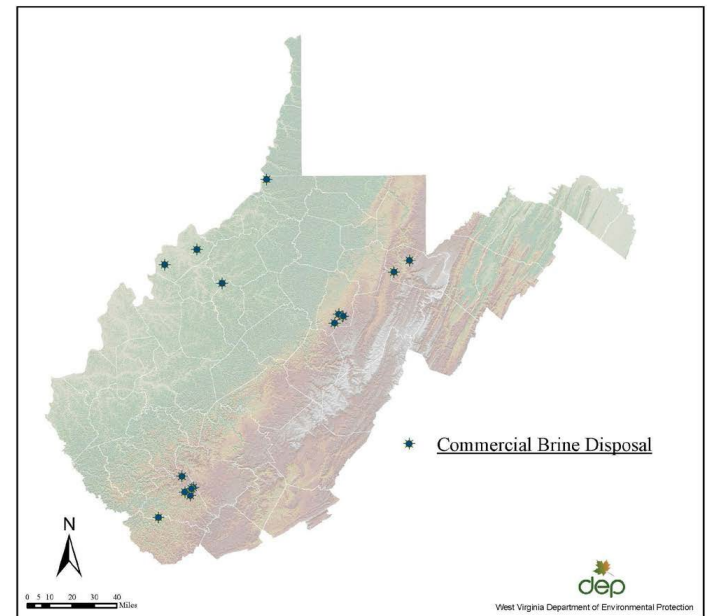 Commercial Brine Disposal
N
0 5 10 20 30 40
Miles
dep
West Virginia Department of Environmental Protection